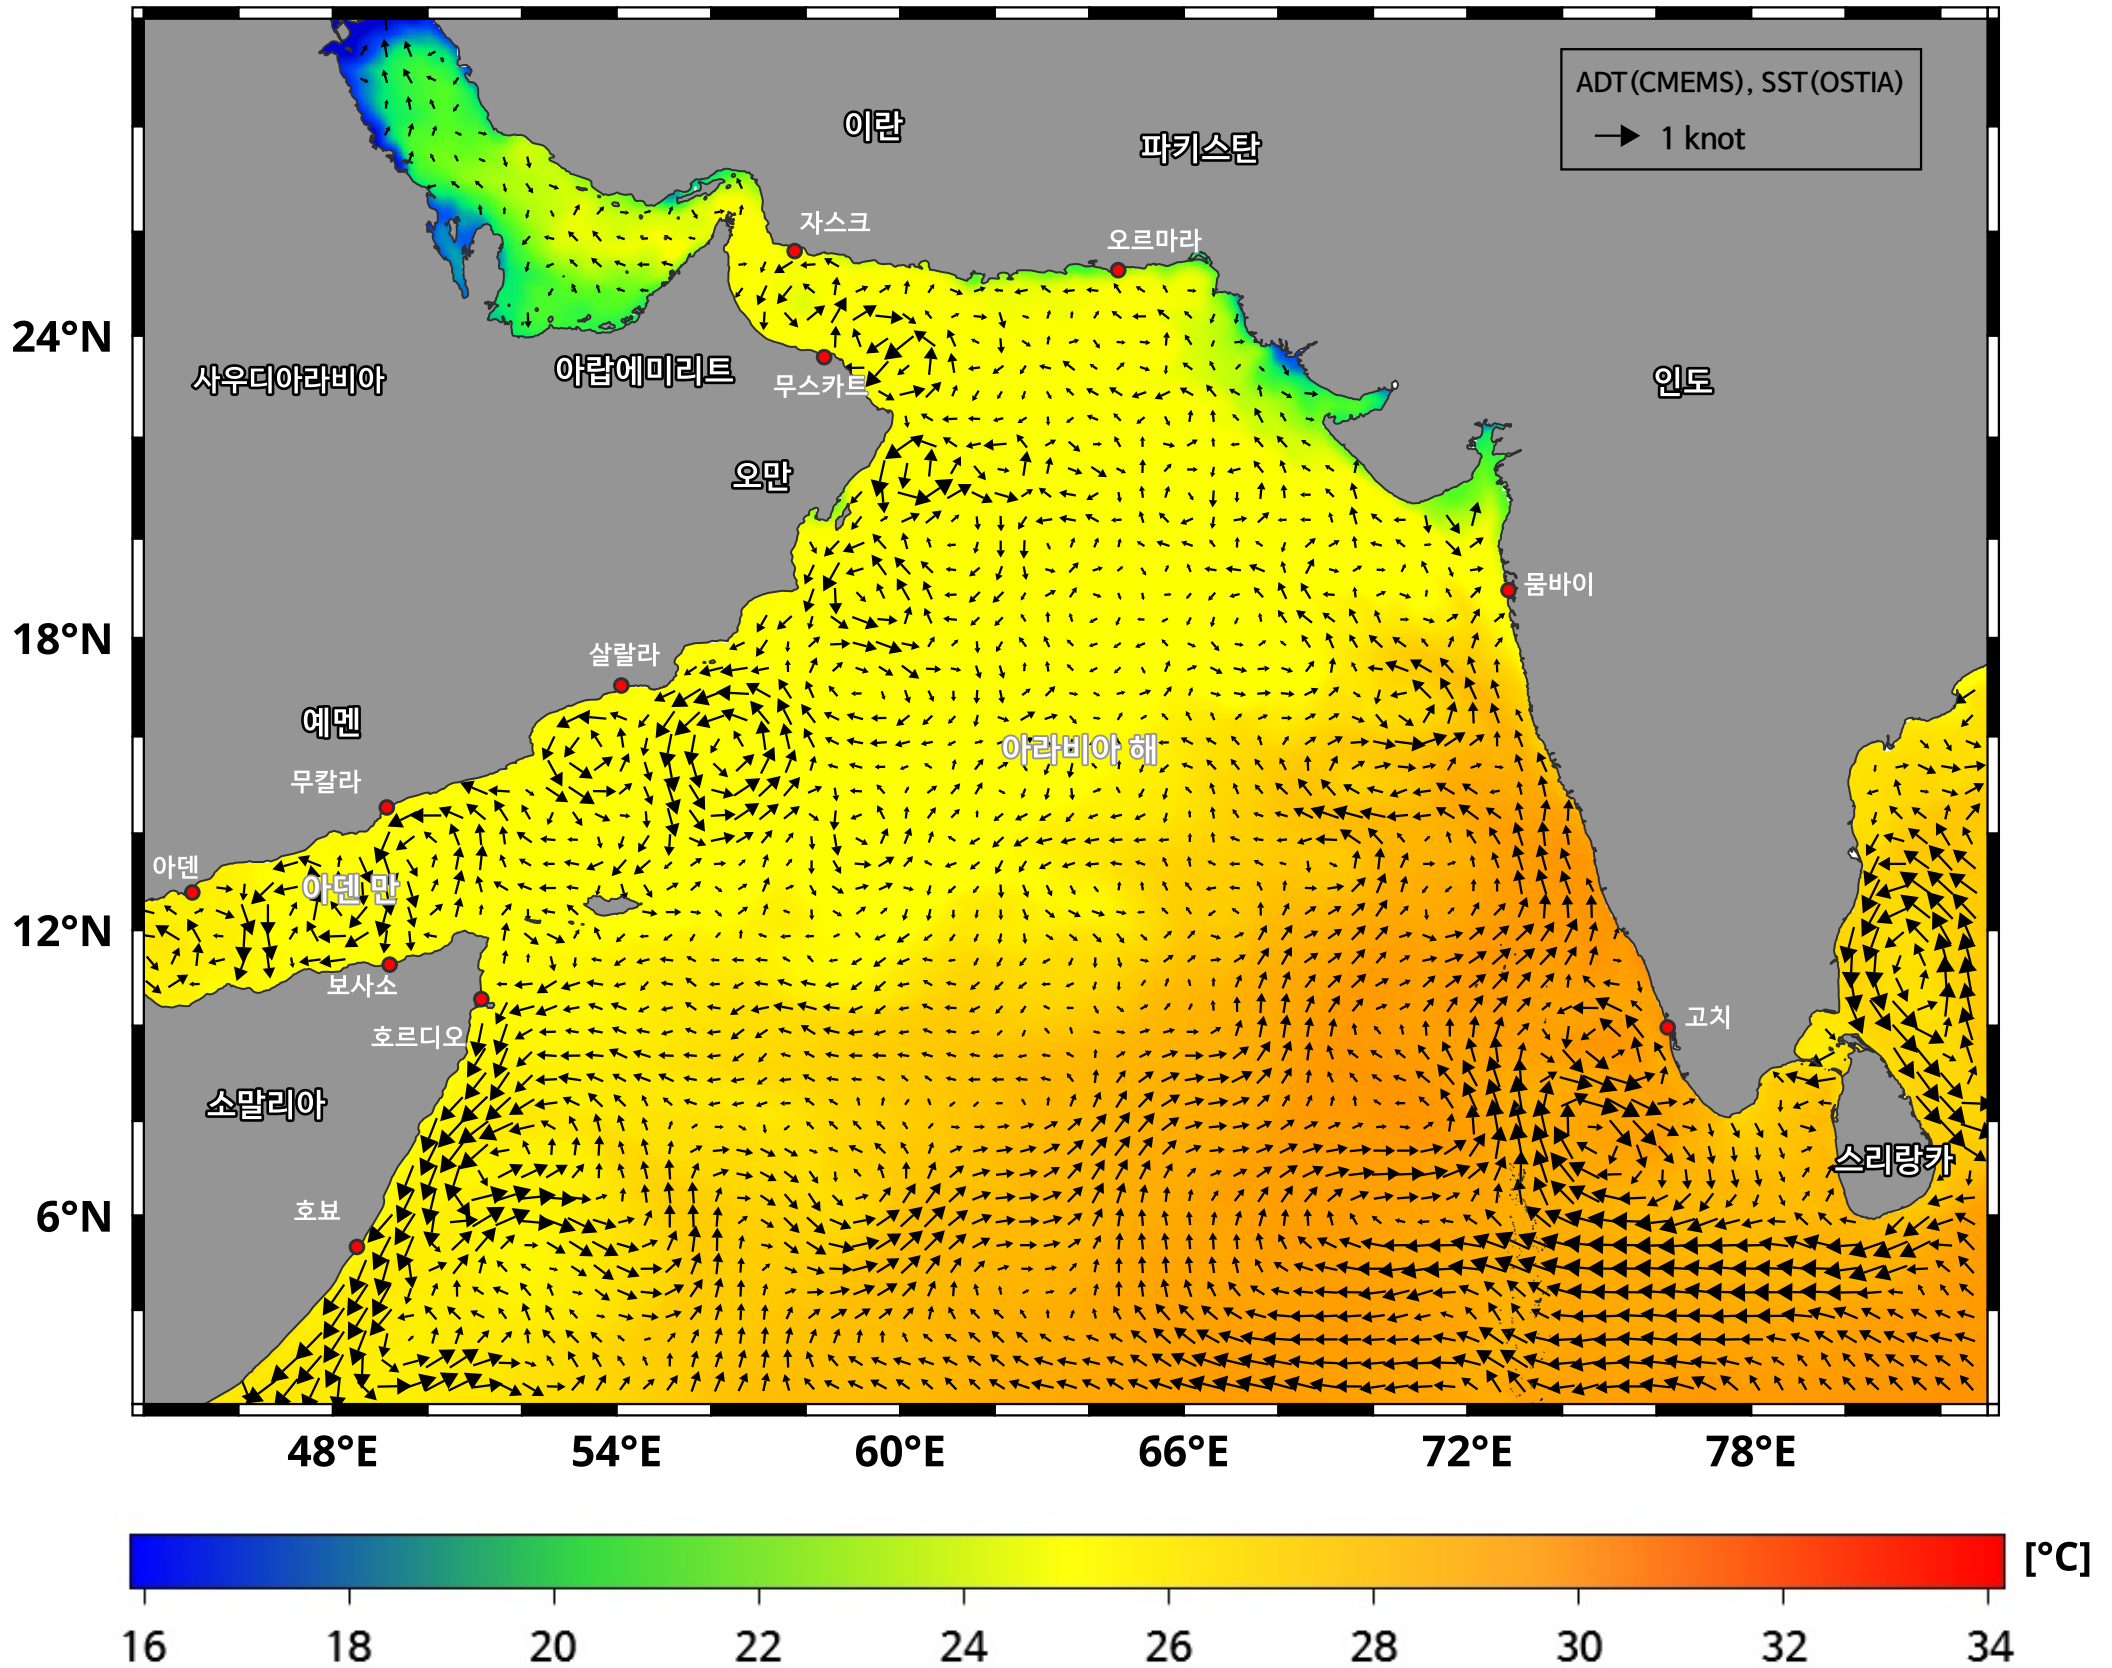 ADT(CMEMS), SST(OSTIA)
1 knot
이란
파키스탄
자스크
오르마라
24°N
사우디아라비아
아랍에미리트
무스카트
인도
오만
뭄바이
18°N
살랄라
예멘
아라비아 해
무칼라
아덴
아덴 만
12°N
보사소
호르디오
고치
소말리아
스리랑카
호뵤
6°N
48°E 54°E 60°E 66°E 72°E 78°E
[°C]
16 18 20 22 24 26 28 30 32 34